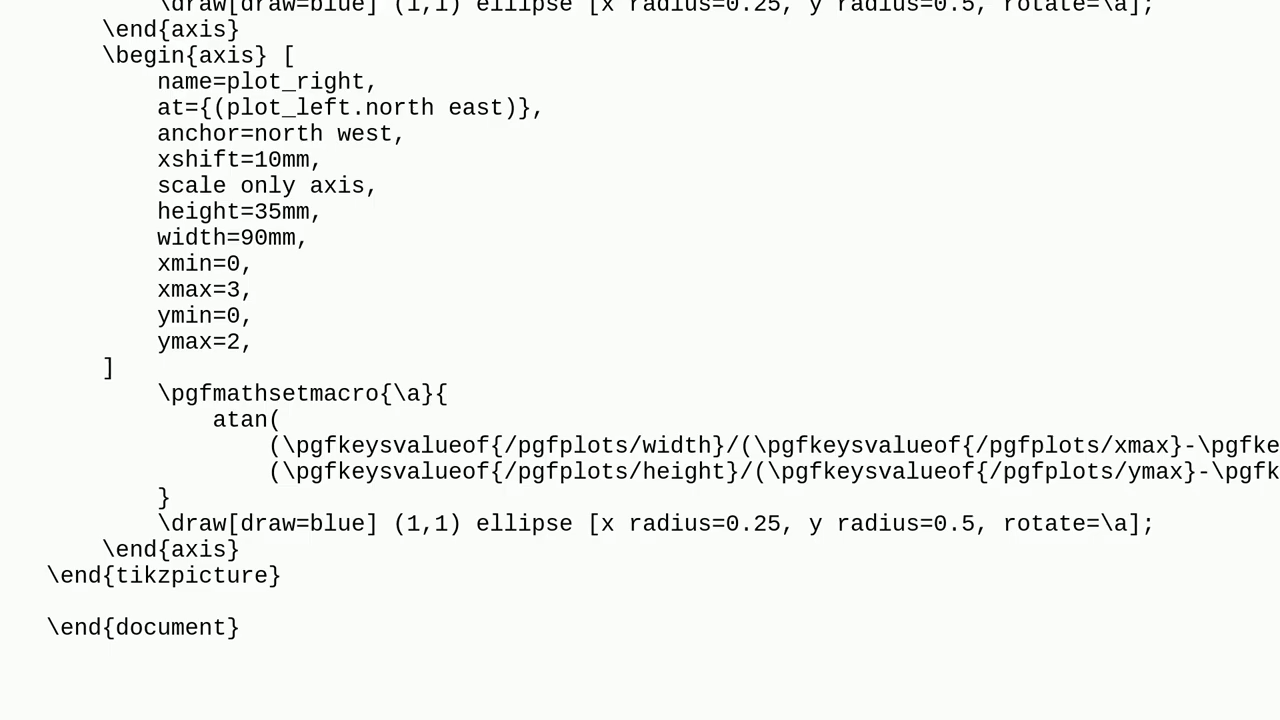 \draw[draw=blue] (1,1) ellipse [x radius=0.25, y radius=0.5, rotate=\a];
\end{axis}
\begin{axis} [
name=plot_right,
at={(plot_left.north east)},
anchor=north west,
xshift=10mm,
scale only axis,
height=35mm,
width=90mm,
xmin=0,
xmax=3,
ymin=0,
ymax=2,
]
\pgfmathsetmacro{\a}{
atan(
(\pgfkeysvalueof{/pgfplots/width}/(\pgfkeysvalueof{/pgfplots/xmax}-\pgfke
(\pgfkeysvalueof{/pgfplots/height}/(\pgfkeysvalueof{/pgfplots/ymax}-\pgfk
}
\draw[draw=blue] (1,1) ellipse [x radius=0.25, y radius=0.5, rotate=\a];
\end{axis}
\end{tikzpicture}
\end{document}